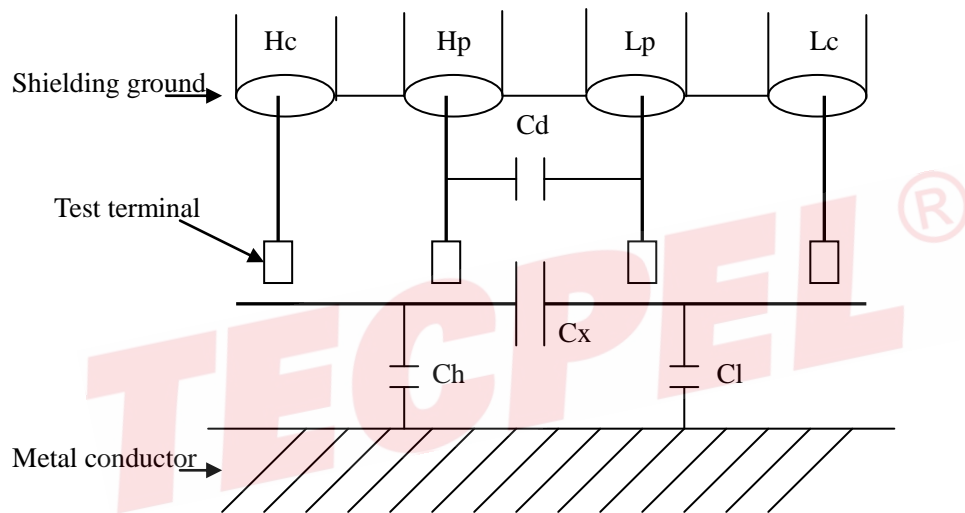 Hc Hp Lp Lc
Shielding ground
Cd
Test terminal
Cx
Ch Cl
Metal conductor
TECPEL®